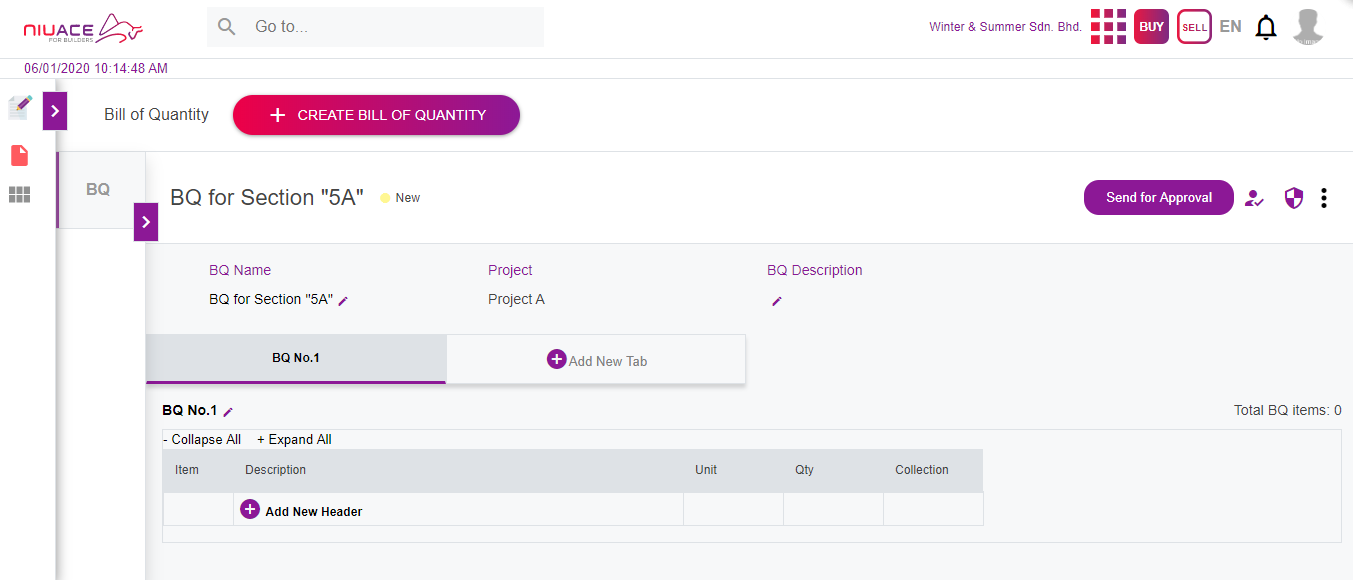 NIUACE
FOR BUILDERS
Go to...
Winter & Summer Sdn. Bhd.
BUY
SELL
EN
06/01/2020 10:14:48 AM
Bill of Quantity
+ CREATE BILL OF QUANTITY
BQ
BQ for Section "5A"
New
Send for Approval
BQ Name
Project
BQ Description
BQ for Section "5A"
Project A
BQ No.1
Add New Tab
BQ No.1
Total BQ items: 0
- Collapse All + Expand All
Item Description Unit Qty Collection
Add New Header